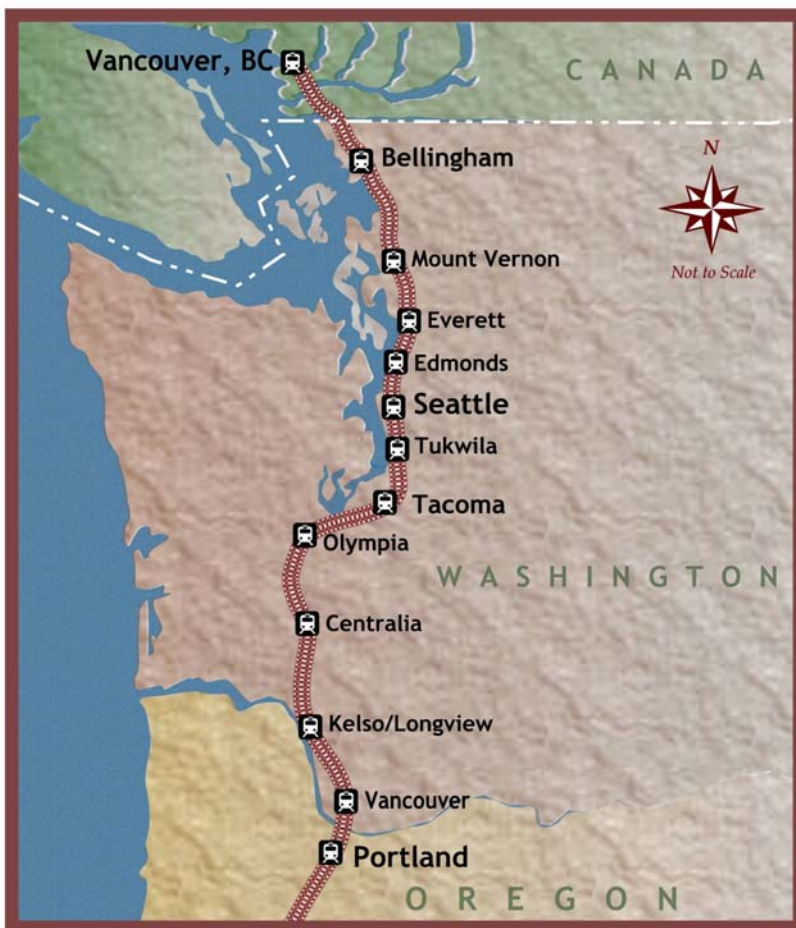 Vancouver, BC
CANADA
Bellingham
N
Not to Scale
Mount Vernon
Everett
Edmonds
Seattle
Tukwila
Tacoma
Olympia
WASHINGTON
Centralia
Kelso/Longview
Vancouver
Portland
OREGON